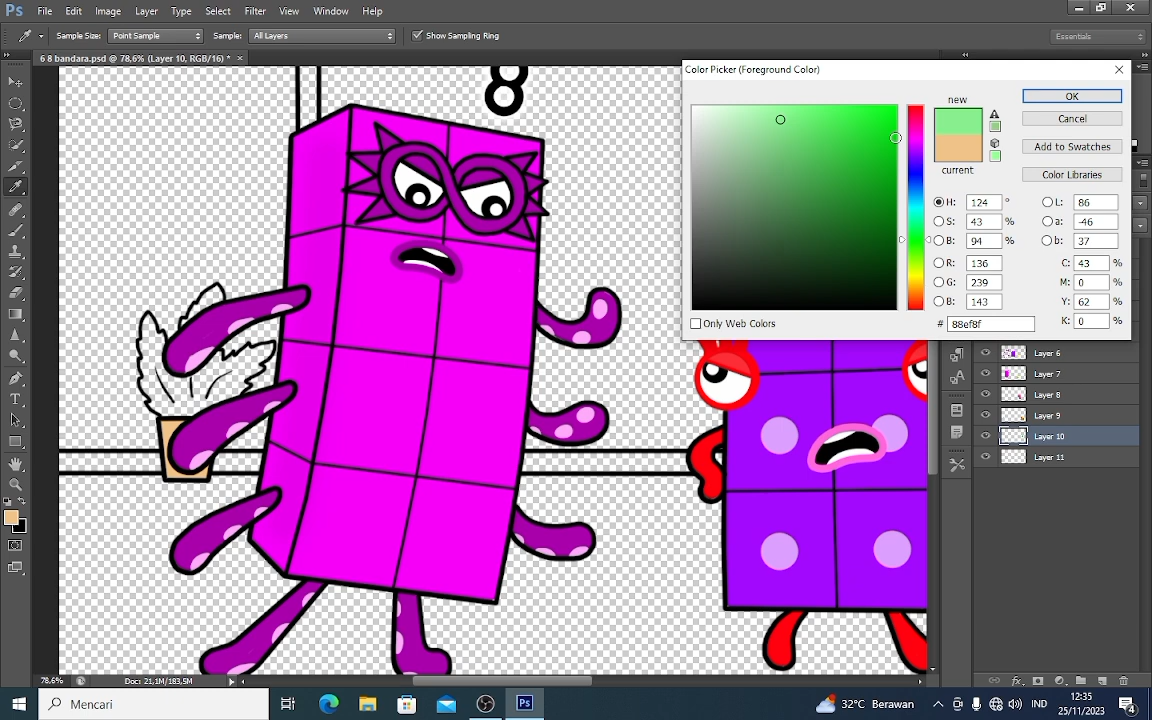 Ps File Edit Image Layer Type Select Filter View Window Help
Sample Size: Point Sample Sample: All Layers Show Sampling Ring Essentials
6 8 bandara.psd @ 78,6% (Layer 10, RGB/16) * ×
8
Color Picker (Foreground Color)
new
current
OK
Cancel
Add to Swatches
Color Libraries
H: 124 ° L: 86
S: 43 % a: -46
B: 94 % b: 37
R: 136 C: 43 %
G: 239 M: 0 %
B: 143 Y: 62 %
# 88ef8f K: 0 %
Only Web Colors
Layer 6
Layer 7
Layer 8
Layer 9
Layer 10
Layer 11
78,6% Doc: 21,1M/183,5M
Mencari
Ps
32°C Berawan
IND
12:35
25/11/2023
4